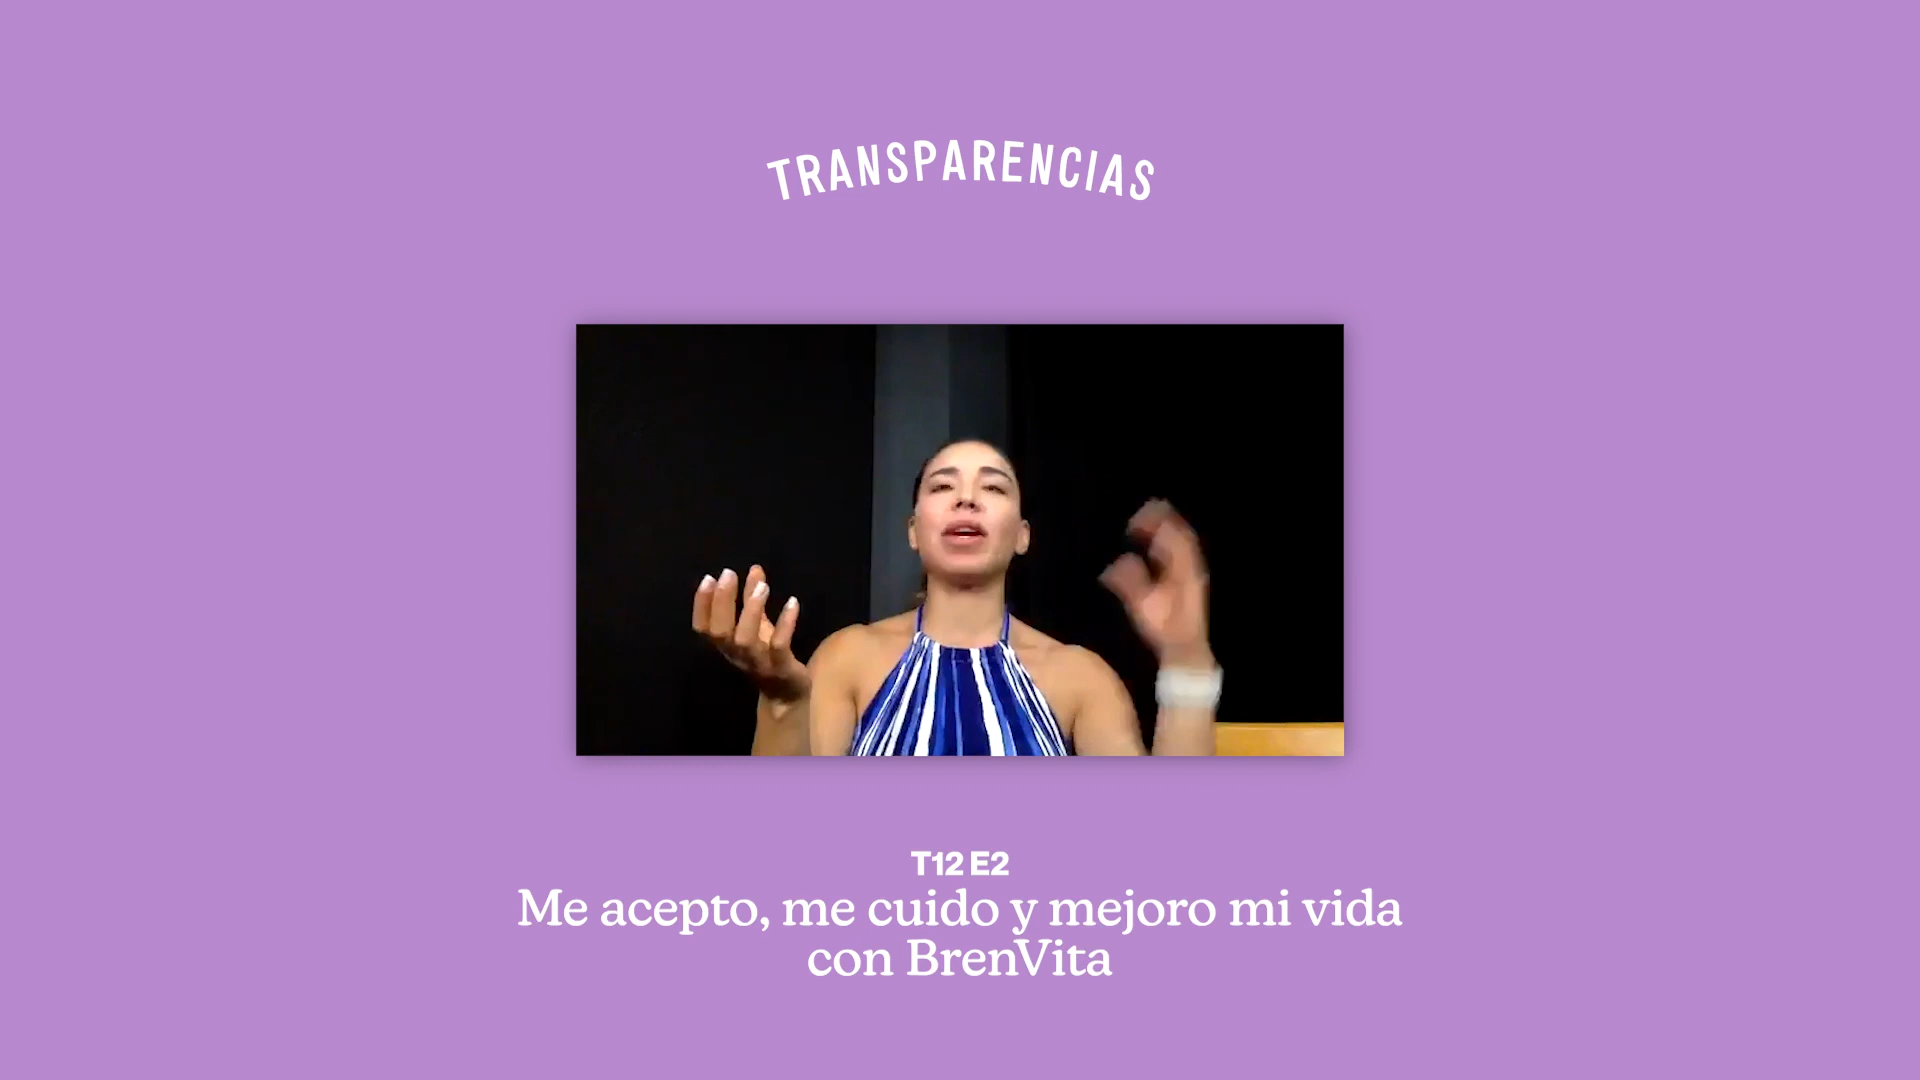 TRANSPARENCIAS
T12 E2
Me acepto, me cuido y mejoro mi vida
con BrenVita